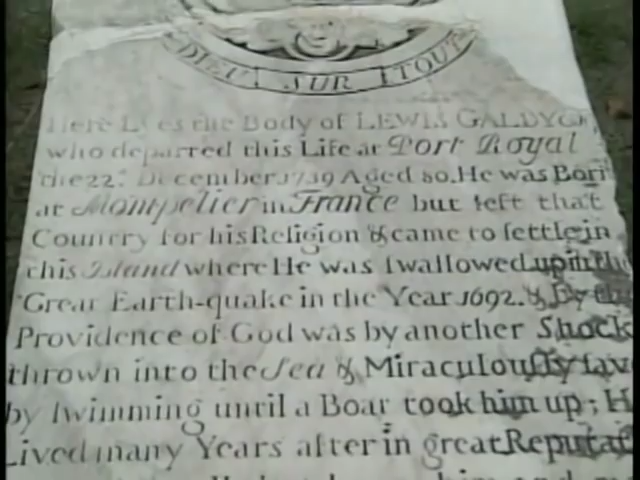 DIEU SUR TOUT
Here Lyes the Body of LEWIS GALDY
who departed this Life at Port Royal
the 22. December 1739 Aged 80. He was Born
at Montpelier in France but left that
Country for his Religion & came to settle in
this Island where He was swallowed up in the
Great Earth-quake in the Year 1692. & By the
Providence of God was by another Shock
thrown into the Sea & Miraculously sav
by swimming until a Boat took him up; H
Lived many Years after in great Reputat
him and